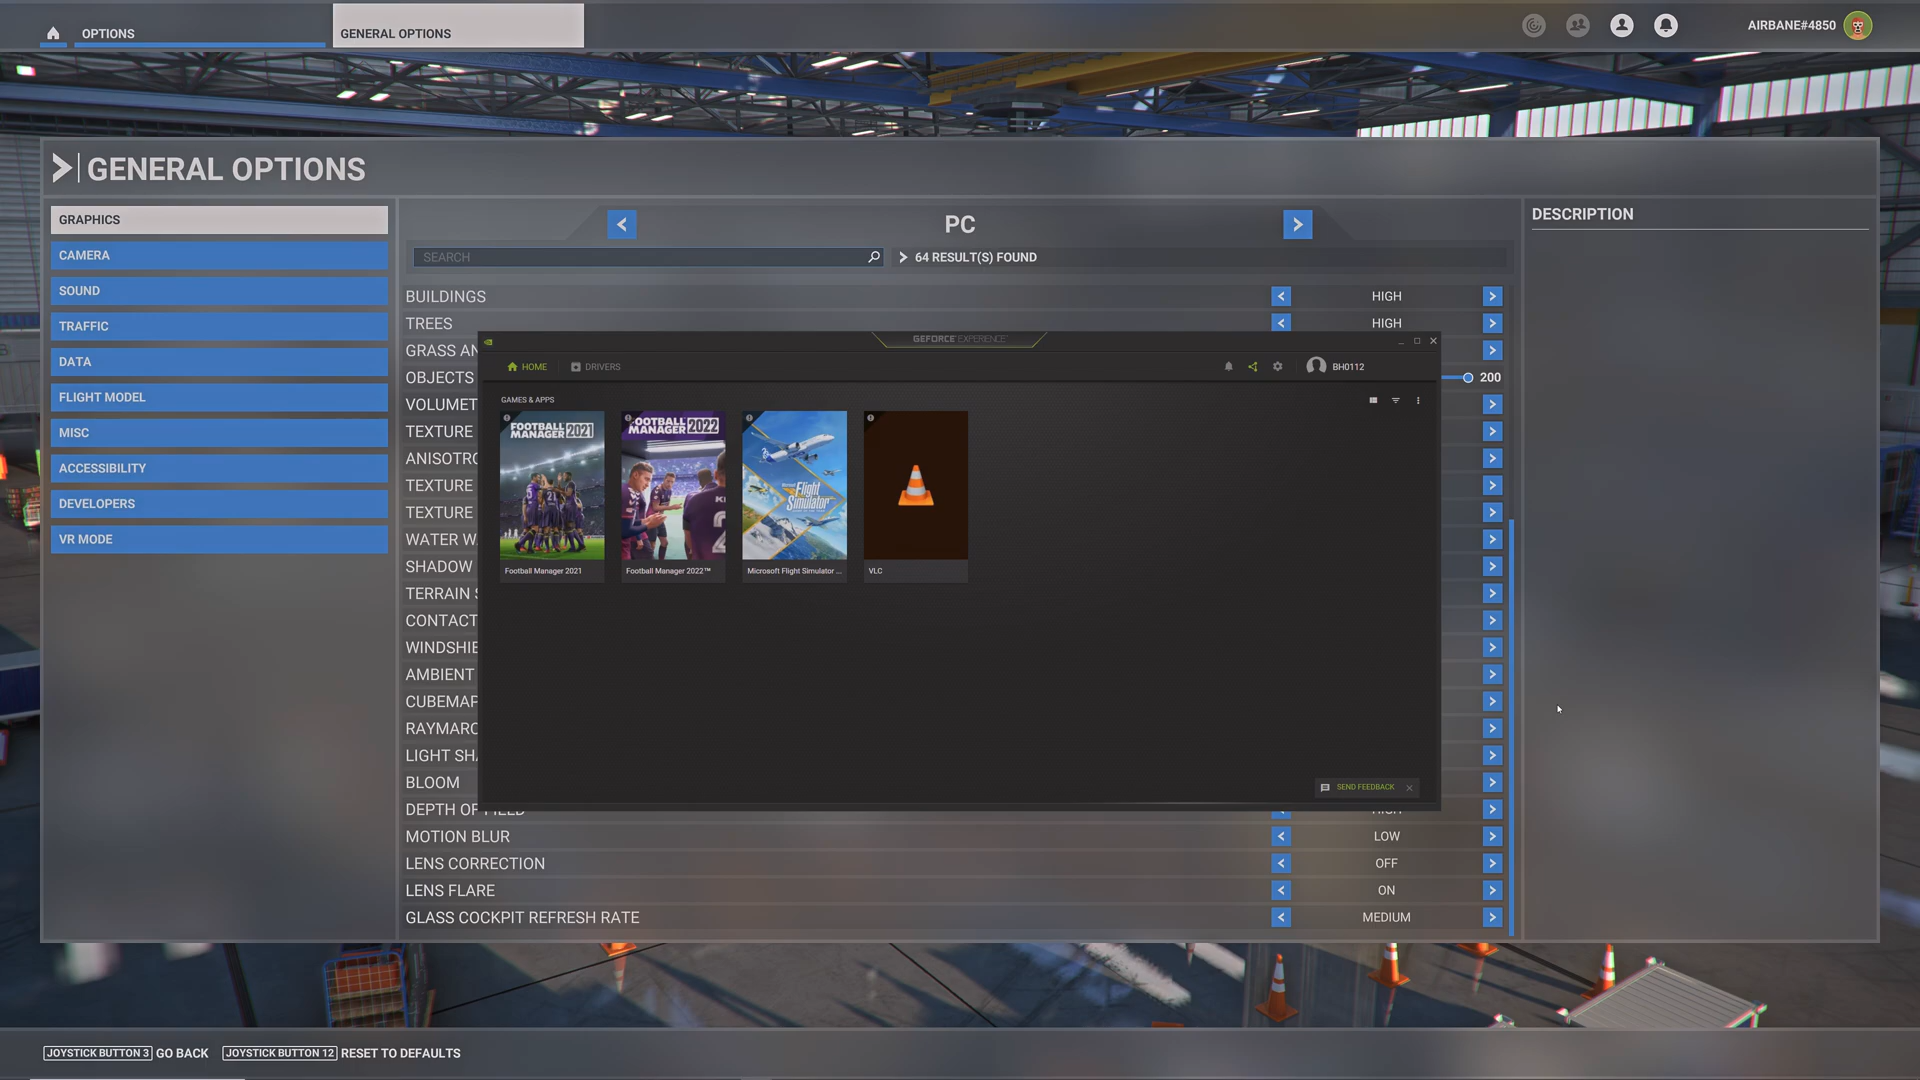 OPTIONS
GENERAL OPTIONS
AIRBANE#4850
GENERAL OPTIONS
GRAPHICS
CAMERA
SOUND
TRAFFIC
DATA
FLIGHT MODEL
MISC
ACCESSIBILITY
DEVELOPERS
VR MODE
PC
SEARCH
64 RESULT(S) FOUND
BUILDINGS HIGH
TREES HIGH
GRASS AN
OBJECTS 200
VOLUMET
TEXTURE
ANISOTRO
TEXTURE
TEXTURE
WATER W
SHADOW
TERRAIN S
CONTACT
WINDSHIE
AMBIENT
CUBEMAP
RAYMARC
LIGHT SHA
BLOOM
DEPTH OF FIELD HIGH
MOTION BLUR LOW
LENS CORRECTION OFF
LENS FLARE ON
GLASS COCKPIT REFRESH RATE MEDIUM
GEFORCE EXPERIENCE
HOME
DRIVERS
BH0112
GAMES & APPS
FOOTBALL
MANAGER 2021
Football Manager 2021
FOOTBALL
MANAGER 2022
Football Manager 2022™
Microsoft
Flight
Simulator
Microsoft Flight Simulator ...
VLC
SEND FEEDBACK
DESCRIPTION
JOYSTICK BUTTON 3 GO BACK
JOYSTICK BUTTON 12 RESET TO DEFAULTS